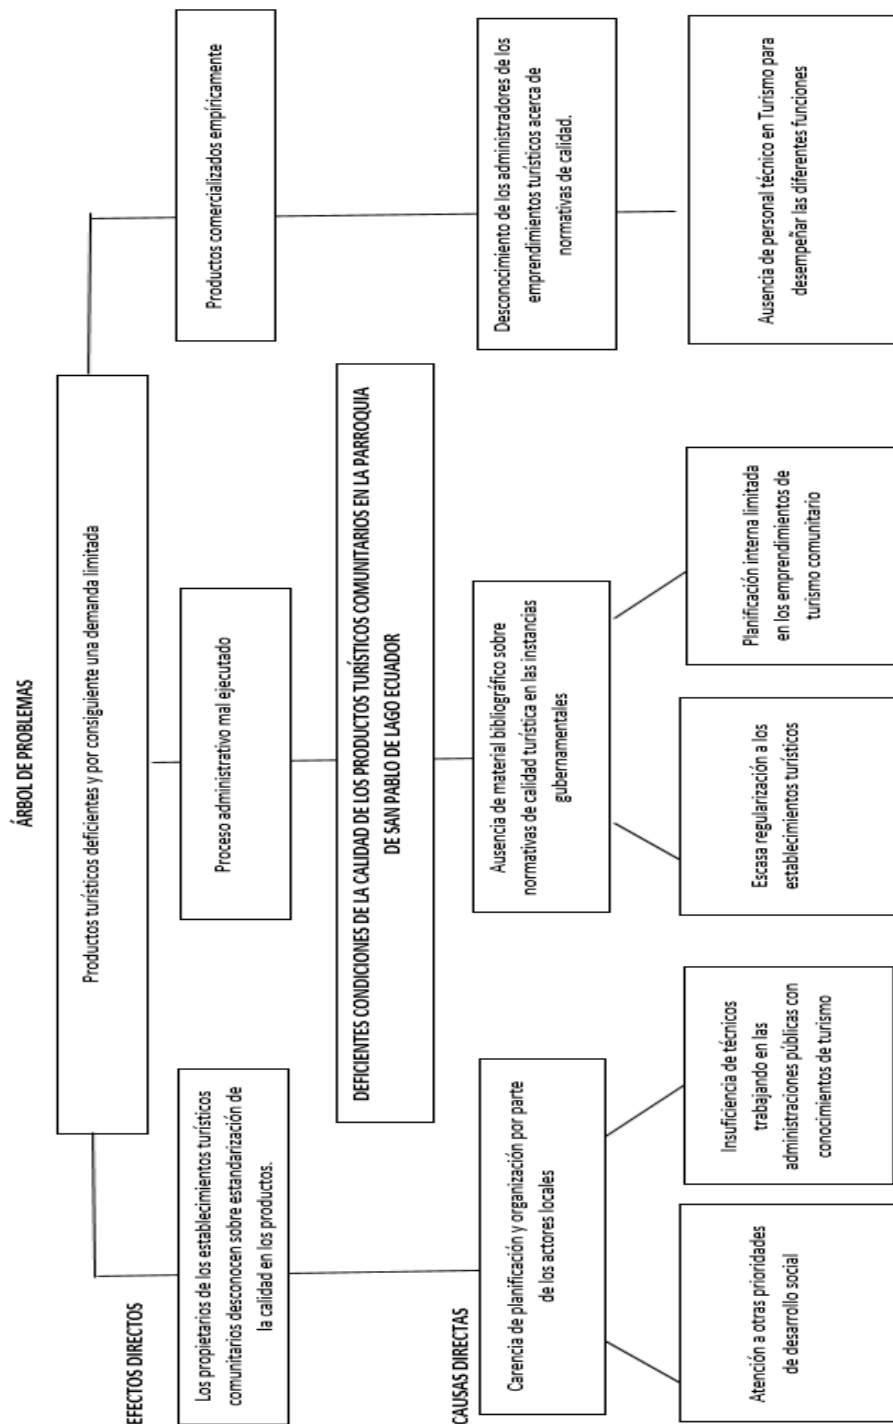 ÁRBOL DE PROBLEMAS
Productos turísticos deficientes y por consiguiente una demanda limitada
EFECTOS DIRECTOS
Los propietarios de los establecimientos turísticos
comunitarios desconocen sobre estandarización de
la calidad en los productos.
Proceso administrativo mal ejecutado
Productos comercializados empíricamente
DEFICIENTES CONDICIONES DE LA CALIDAD DE LOS PRODUCTOS TURÍSTICOS COMUNITARIOS EN LA PARROQUIA
DE SAN PABLO DE LAGO ECUADOR
CAUSAS DIRECTAS
Carencia de planificación y organización por parte
de los actores locales
Ausencia de material bibliográfico sobre
normativas de calidad turística en las instancias
gubernamentales
Desconocimiento de los administradores de los
emprendimientos turísticos acerca de
normativas de calidad.
Atención a otras prioridades
de desarrollo social
Insuficiencia de técnicos
trabajando en las
administraciones públicas con
conocimientos de turismo
Escasa regularización a los
establecimientos turísticos
Planificación interna limitada
en los emprendimientos de
turismo comunitario
Ausencia de personal técnico en Turismo para
desempeñar las diferentes funciones